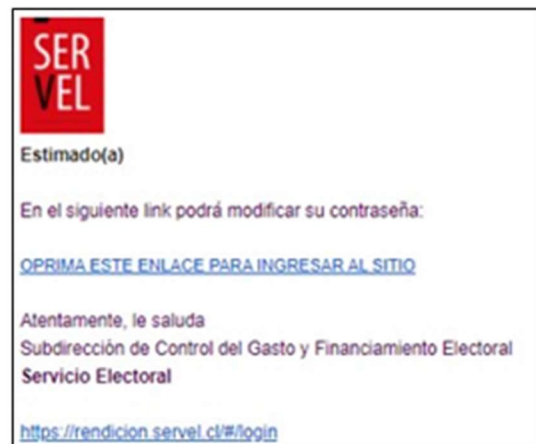 SER
VEL
Estimado(a)
En el siguiente link podrá modificar su contraseña:
OPRIMA ESTE ENLACE PARA INGRESAR AL SITIO
Atentamente, le saluda
Subdirección de Control del Gasto y Financiamiento Electoral
Servicio Electoral
https://rendicion.servel.cl/#/login